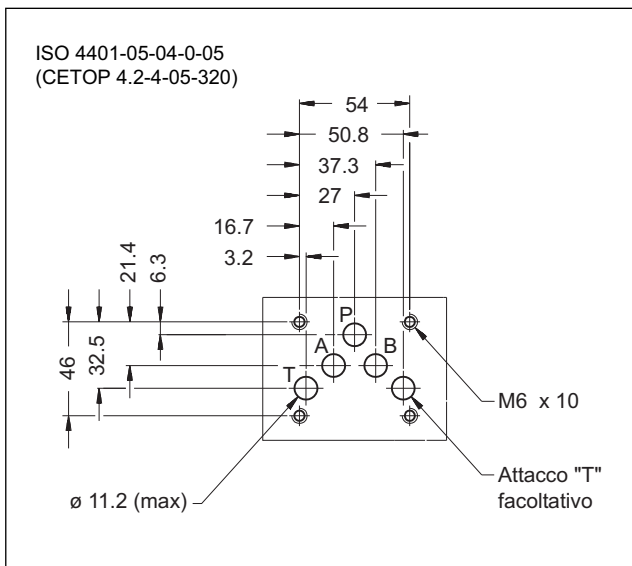 ISO 4401-05-04-0-05
(CETOP 4.2-4-05-320)
54
50.8
37.3
27
16.7
3.2
21.4
6.3
46
32.5
P
A
B
T
M6 x 10
ø 11.2 (max)
Attacco "T"
facoltativo